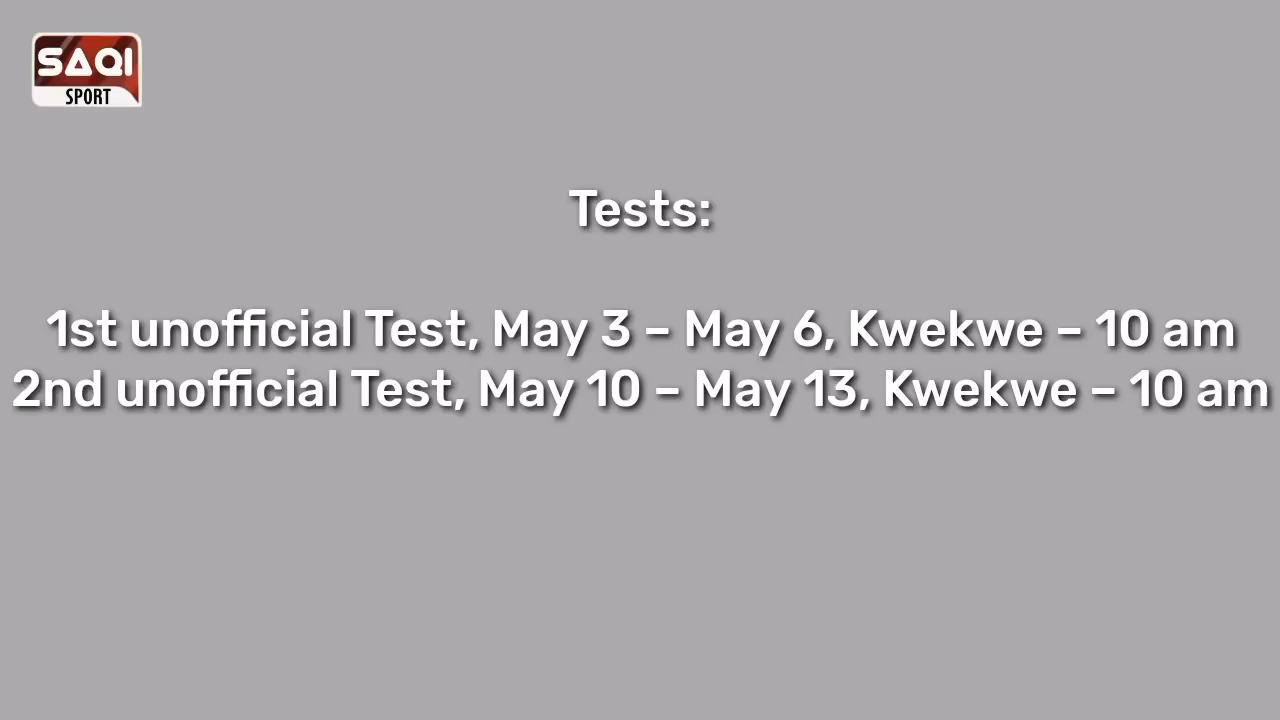 SAQI
SPORT
Tests:
1st unofficial Test, May 3 – May 6, Kwekwe – 10 am
2nd unofficial Test, May 10 – May 13, Kwekwe – 10 am